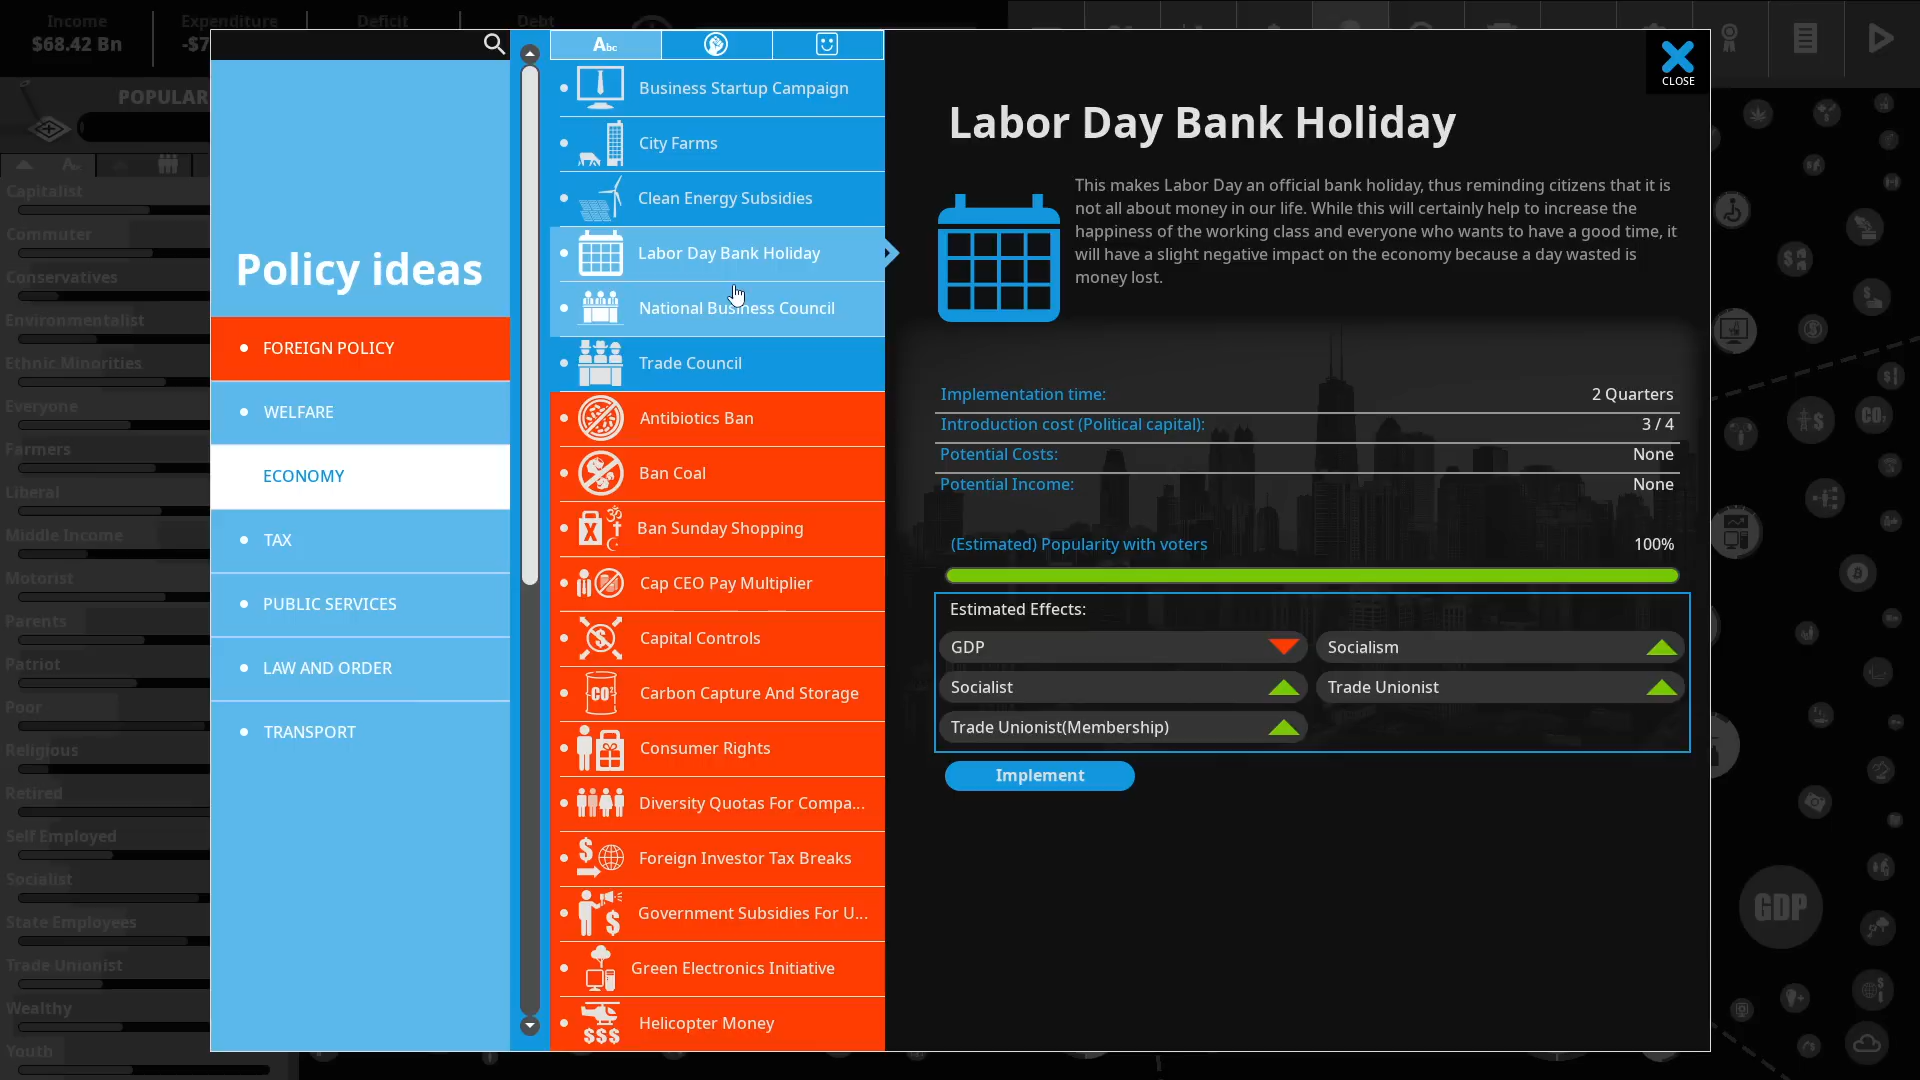 Income
Expenditure
Deficit
Debt
$68.42 Bn
-$7
CLOSE
POPULAR
Capitalist
Commuter
Conservatives
Environmentalist
Ethnic Minorities
Everyone
Farmers
Liberal
Middle Income
Motorist
Parents
Patriot
Poor
Religious
Retired
Self Employed
Socialist
State Employees
Trade Unionist
Wealthy
Youth
Policy ideas
FOREIGN POLICY
WELFARE
ECONOMY
TAX
PUBLIC SERVICES
LAW AND ORDER
TRANSPORT
Abc
Business Startup Campaign
City Farms
Clean Energy Subsidies
Labor Day Bank Holiday
National Business Council
Trade Council
Antibiotics Ban
Ban Coal
Ban Sunday Shopping
Cap CEO Pay Multiplier
Capital Controls
Carbon Capture And Storage
Consumer Rights
Diversity Quotas For Compa...
Foreign Investor Tax Breaks
Government Subsidies For U...
Green Electronics Initiative
Helicopter Money
Labor Day Bank Holiday
This makes Labor Day an official bank holiday, thus reminding citizens that it is
not all about money in our life. While this will certainly help to increase the
happiness of the working class and everyone who wants to have a good time, it
will have a slight negative impact on the economy because a day wasted is
money lost.
Implementation time: 2 Quarters
Introduction cost (Political capital): 3 / 4
Potential Costs: None
Potential Income: None
(Estimated) Popularity with voters 100%
Estimated Effects:
GDP
Socialism
Socialist
Trade Unionist
Trade Unionist(Membership)
Implement
GDP